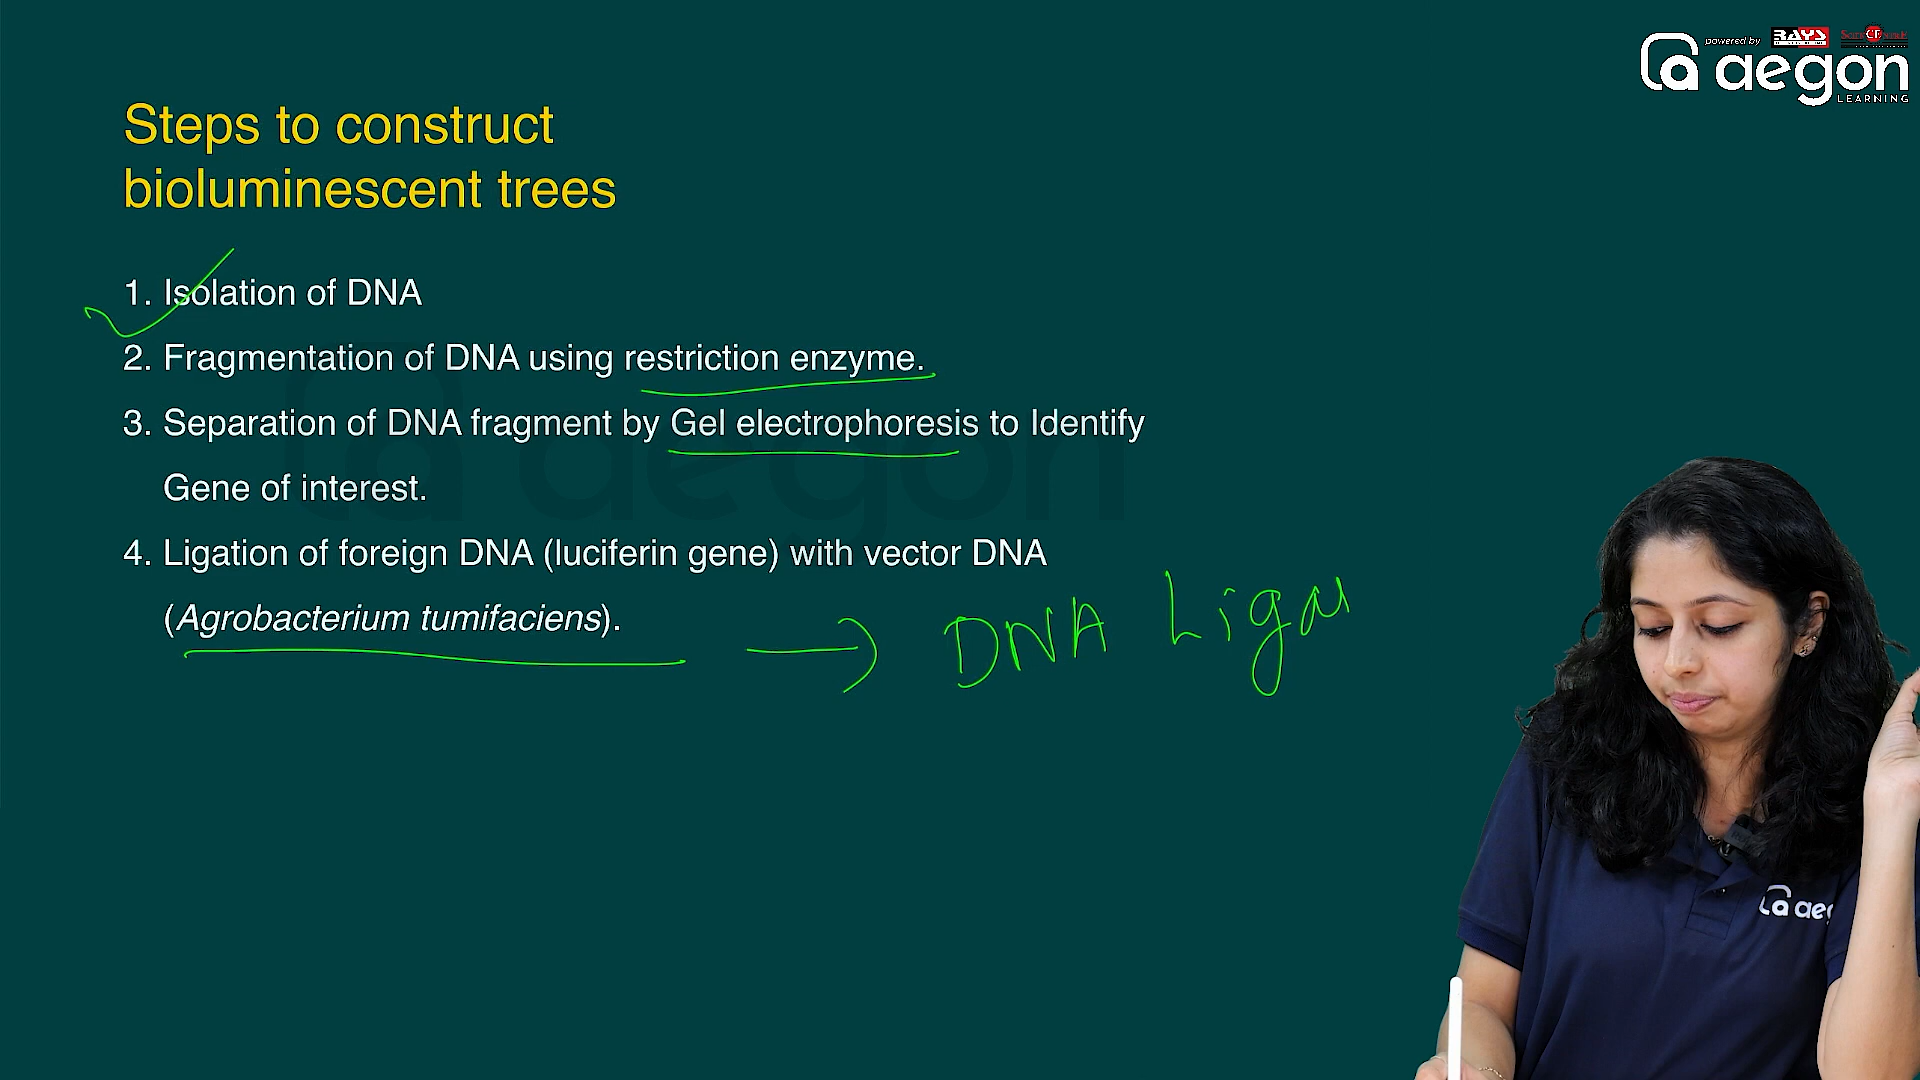 powered by RAYS
aegon
LEARNING
Steps to construct
bioluminescent trees
1. Isolation of DNA
2. Fragmentation of DNA using restriction enzyme.
3. Separation of DNA fragment by Gel electrophoresis to Identify
Gene of interest.
4. Ligation of foreign DNA (luciferin gene) with vector DNA
(Agrobacterium tumifaciens).
DNA Liga
aegon
aeg